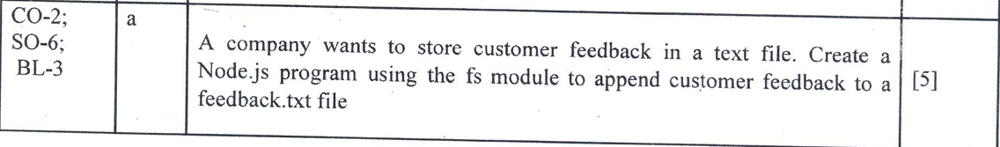 CO-2;
SO-6;
BL-3
a
A company wants to store customer feedback in a text file. Create a
Node.js program using the fs module to append customer feedback to a
feedback.txt file
[5]